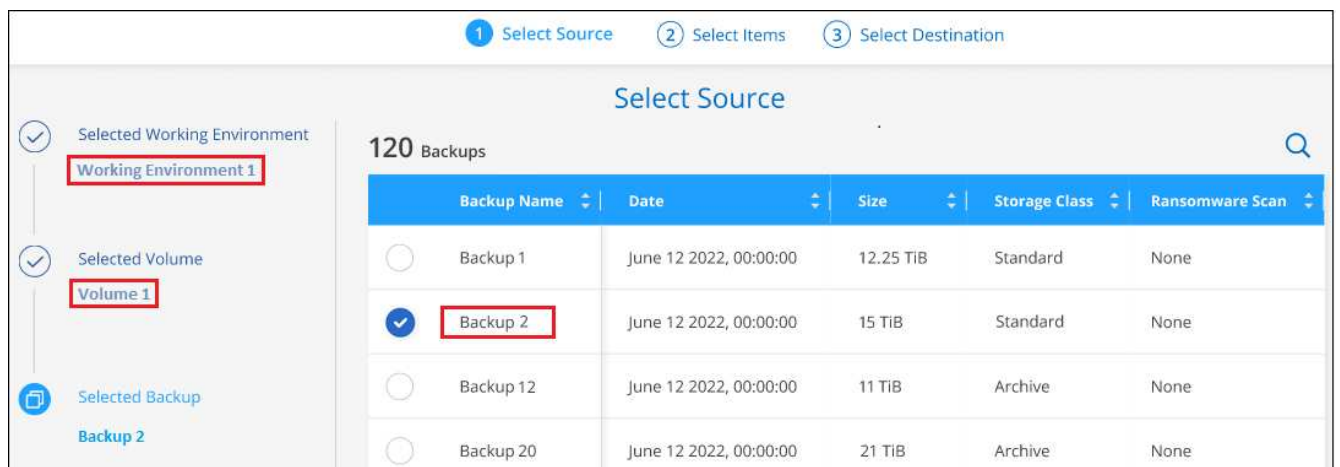 1 Select Source 2 Select Items 3 Select Destination
Select Source
Selected Working Environment
Working Environment 1
Selected Volume
Volume 1
Selected Backup
Backup 2
120 Backups
Backup Name Date Size Storage Class Ransomware Scan
Backup 1 June 12 2022, 00:00:00 12.25 TiB Standard None
Backup 2 June 12 2022, 00:00:00 15 TiB Standard None
Backup 12 June 12 2022, 00:00:00 11 TiB Archive None
Backup 20 June 12 2022, 00:00:00 21 TiB Archive None